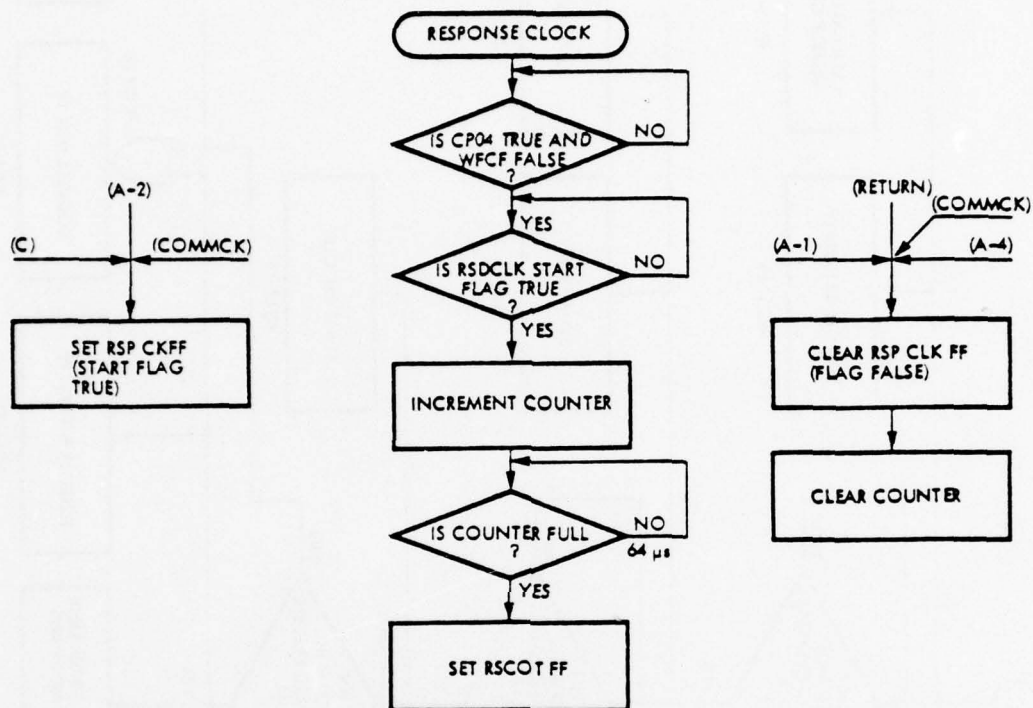 RESPONSE CLOCK
IS CP04 TRUE AND
WFCF FALSE
?
NO
YES
IS RSDCLK START
FLAG TRUE
?
NO
YES
INCREMENT COUNTER
IS COUNTER FULL
?
NO
64 µs
YES
SET RSCOT FF
(A-2)
(C)
(COMMCK)
SET RSP CKFF
(START FLAG
TRUE)
(RETURN)
(COMMCK)
(A-1)
(A-4)
CLEAR RSP CLK FF
(FLAG FALSE)
CLEAR COUNTER